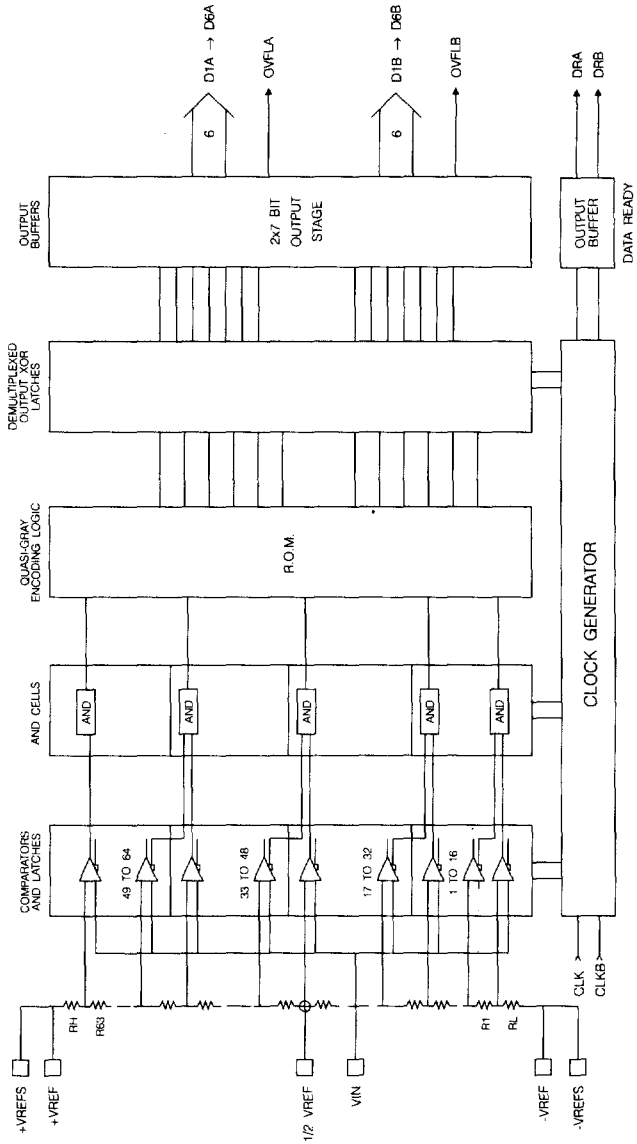 COMPARATORS
AND LATCHES
AND CELLS
QUASI-GRAY
ENCODING LOGIC
DEMULTIPLEXED
OUTPUT XOR
LATCHES
OUTPUT
BUFFERS
+VREFS
+VREF
RH
R63
49 TO 64
AND
AND
33 TO 48
1/2 VREF
AND
R.O.M.
2x7 BIT
OUTPUT
STAGE
6
D1A → D6A
OVFLA
VIN
17 TO 32
AND
1 TO 16
AND
6
D1B → D6B
OVFLB
R1
RL
-VREF
-VREFS
CLK
CLKB
CLOCK GENERATOR
OUTPUT
BUFFER
DATA READY
DRA
DRB